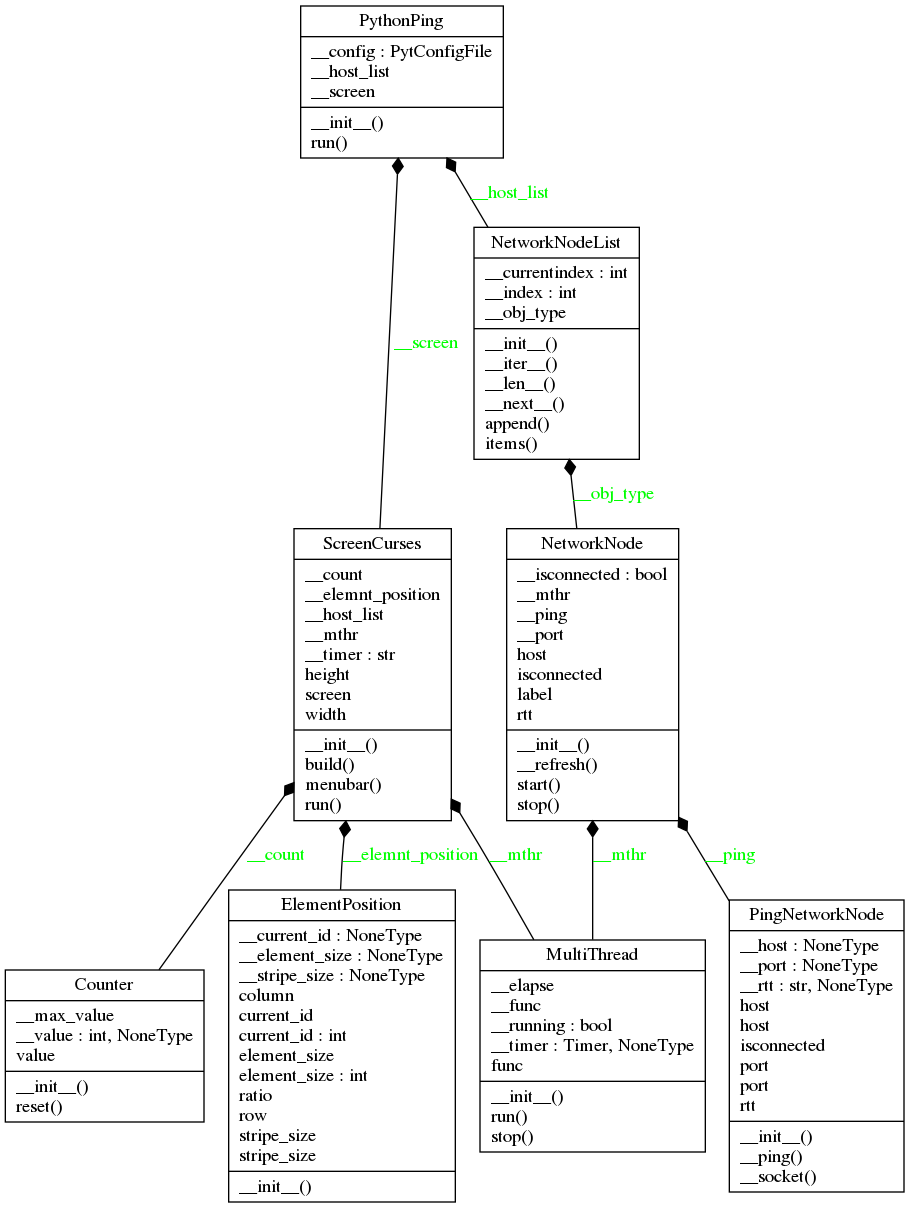 PythonPing
__config : PytConfigFile
__host_list
__screen
__init__()
run()
__host_list
NetworkNodeList
__currentindex : int
__index : int
__obj_type
__init__()
__iter__()
__len__()
__next__()
append()
items()
__screen
__obj_type
ScreenCurses
__count
__elemnt_position
__host_list
__mthr
__timer : str
height
screen
width
__init__()
build()
menubar()
run()
NetworkNode
__isconnected : bool
__mthr
__ping
__port
host
isconnected
label
rtt
__init__()
__refresh()
start()
stop()
__count
__elemnt_position
__mthr
__mthr
__ping
Counter
__max_value
__value : int, NoneType
value
__init__()
reset()
ElementPosition
__current_id : NoneType
__element_size : NoneType
__stripe_size : NoneType
column
current_id
current_id : int
element_size
element_size : int
ratio
row
stripe_size
stripe_size
__init__()
MultiThread
__elapse
__func
__running : bool
__timer : Timer, NoneType
func
__init__()
run()
stop()
PingNetworkNode
__host : NoneType
__port : NoneType
__rtt : str, NoneType
host
host
isconnected
port
port
rtt
__init__()
__ping()
__socket()